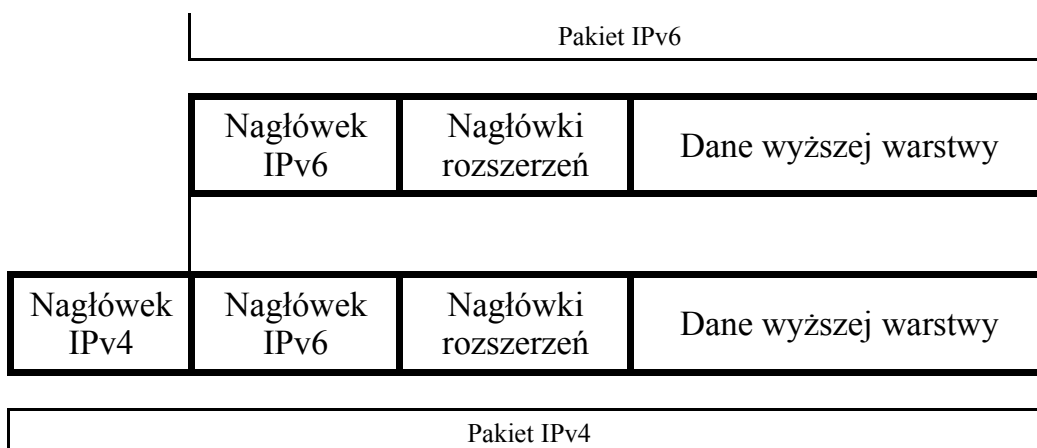 Pakiet IPv6
Nagłówek
IPv6
Nagłówki
rozszerzeń
Dane wyższej warstwy
Nagłówek
IPv4
Nagłówek
IPv6
Nagłówki
rozszerzeń
Dane wyższej warstwy
Pakiet IPv4